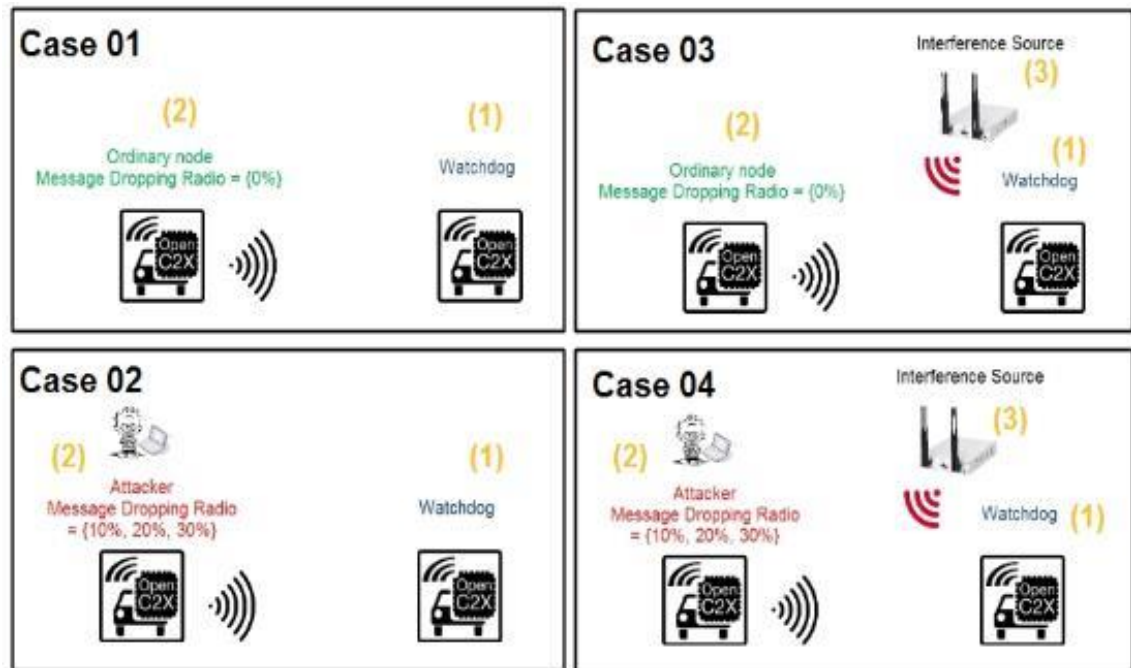 Case 01
(2)
(1)
Ordinary node
Message Dropping Radio = {0%}
Watchdog
Open
C2X
Open
C2X
Case 03
Interference Source
(3)
(2)
(1)
Ordinary node
Message Dropping Radio = {0%}
Watchdog
Open
C2X
Open
C2X
Case 02
(2)
(1)
Attacker
Message Dropping Radio
= {10%, 20%, 30%}
Watchdog
Open
C2X
Open
C2X
Case 04
Interference Source
(3)
(2)
Attacker
Message Dropping Radio
= {10%, 20%, 30%}
Watchdog (1)
Open
C2X
Open
C2X